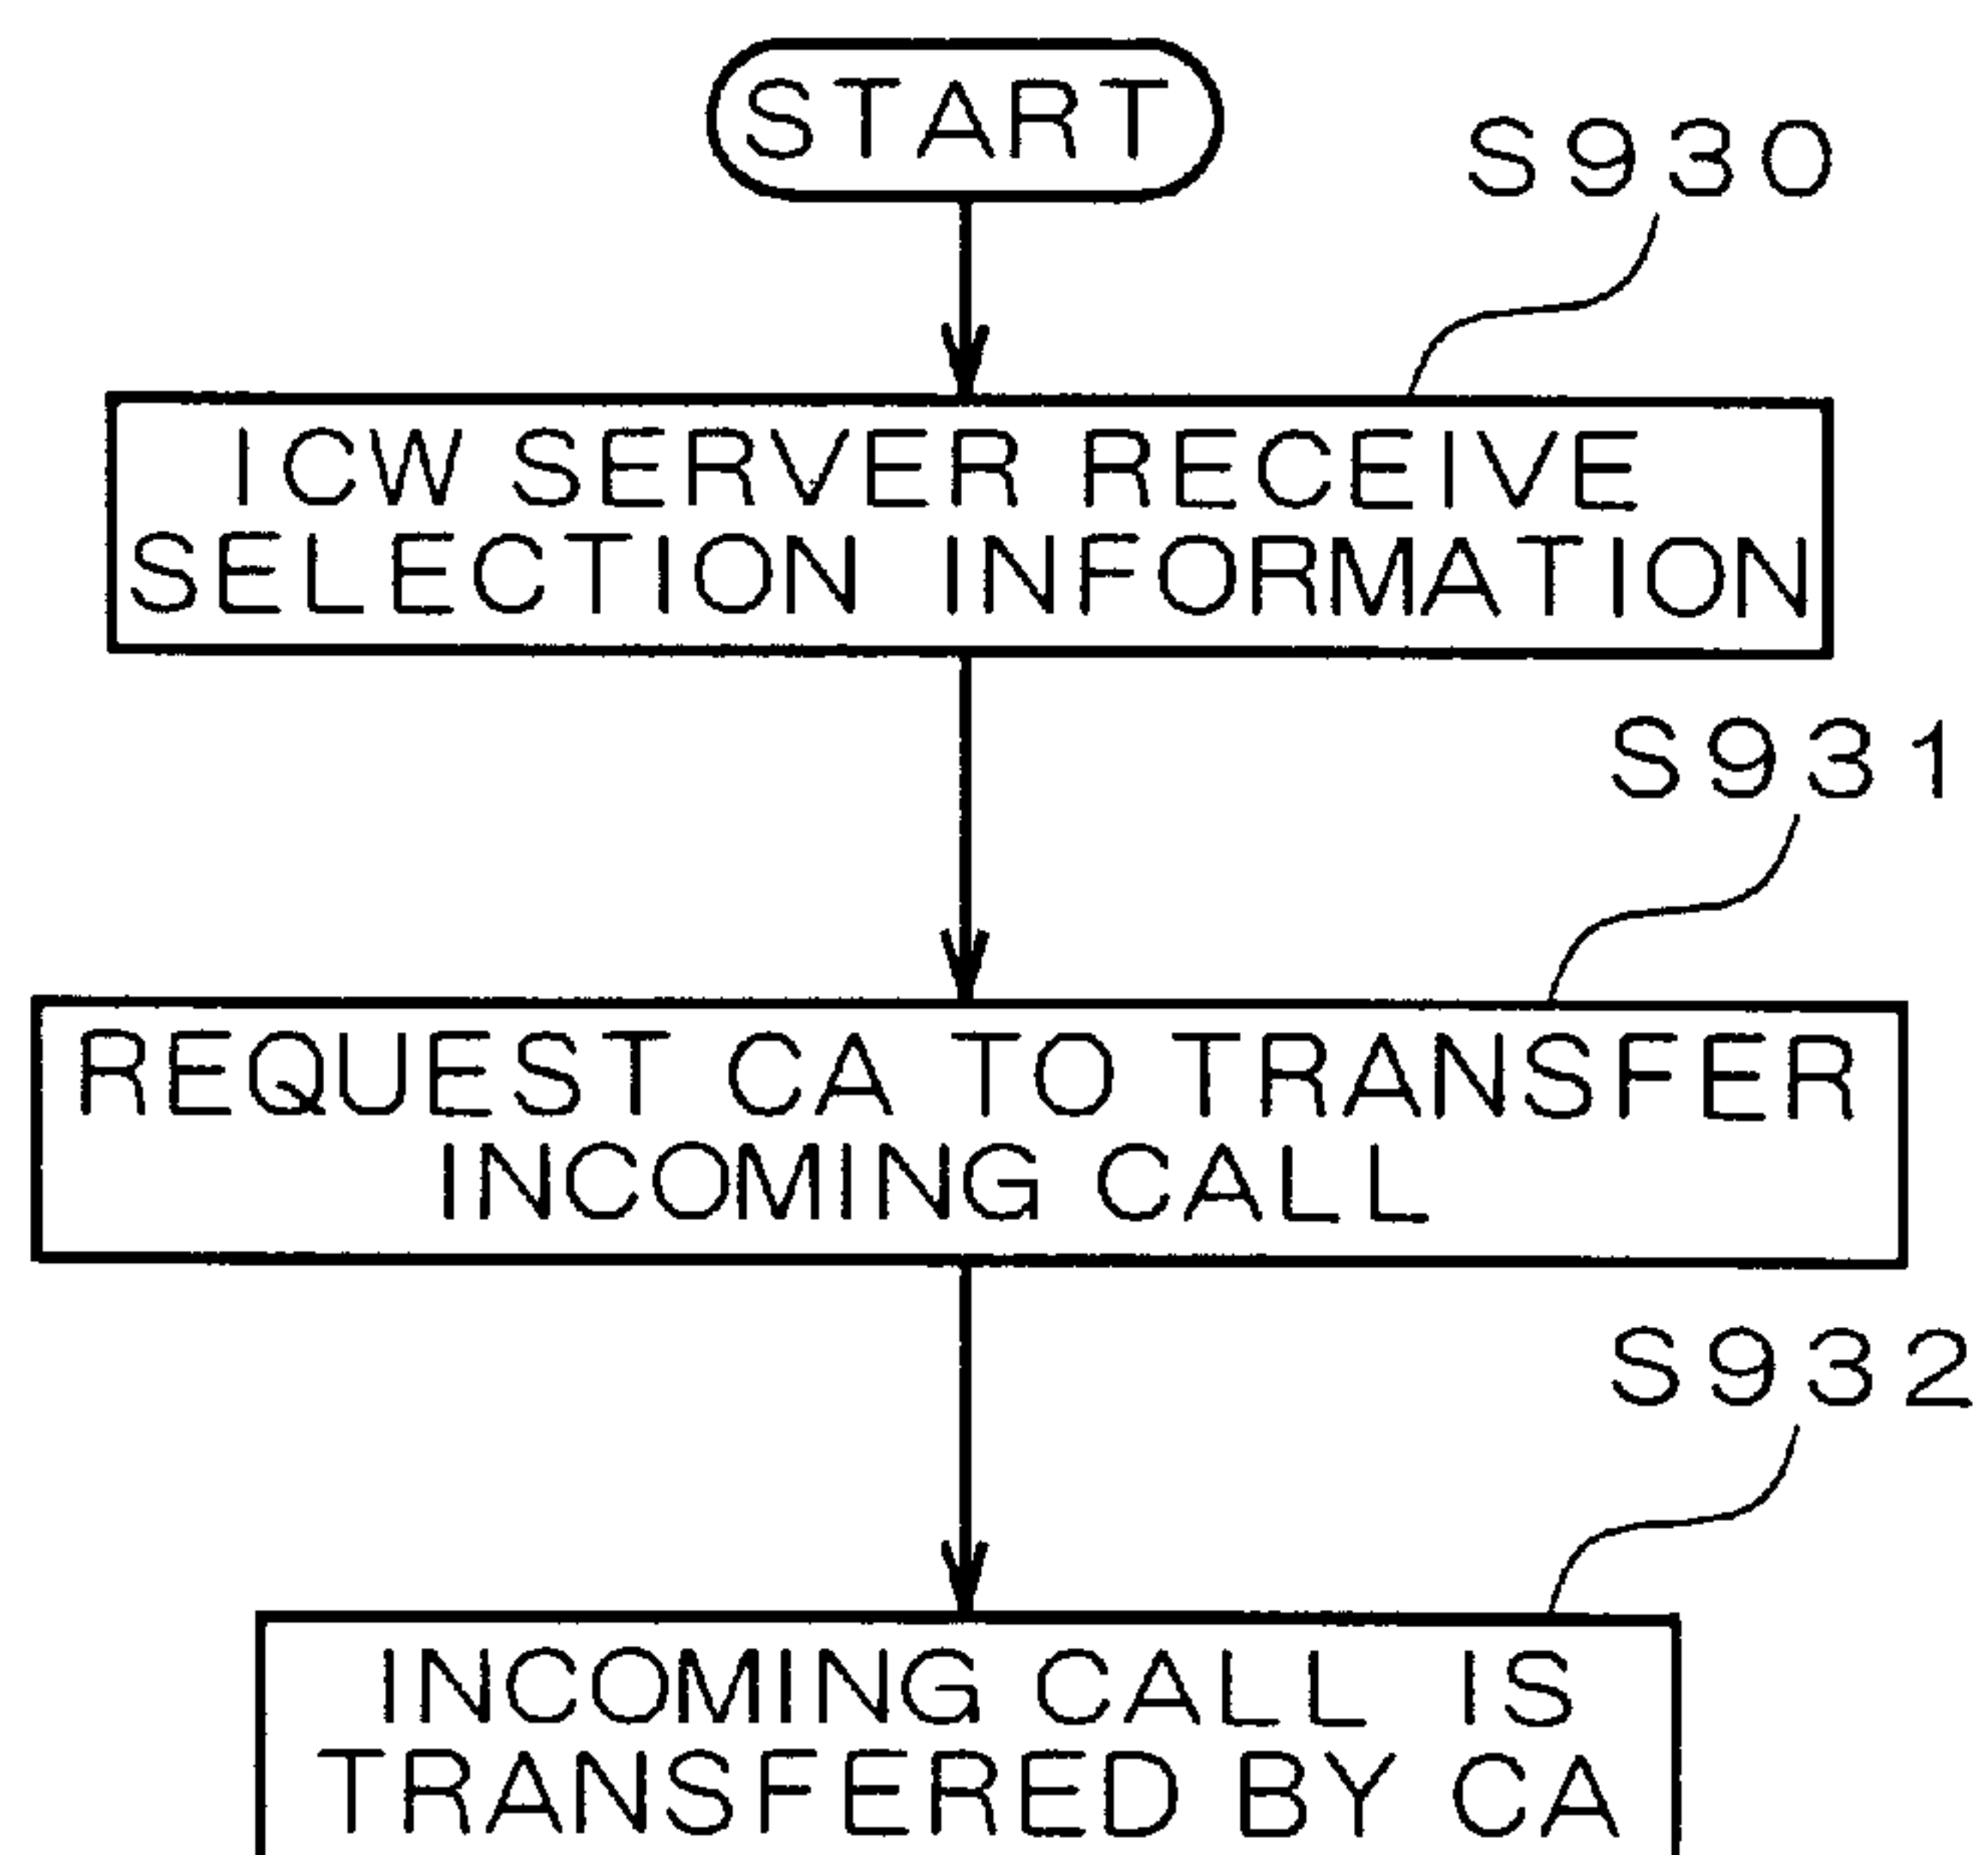 START
S930
ICW SERVER RECEIVE
SELECTION INFORMATION
S931
REQUEST CA TO TRANSFER
INCOMING CALL
S932
INCOMING CALL IS
TRANSFERED BY CA